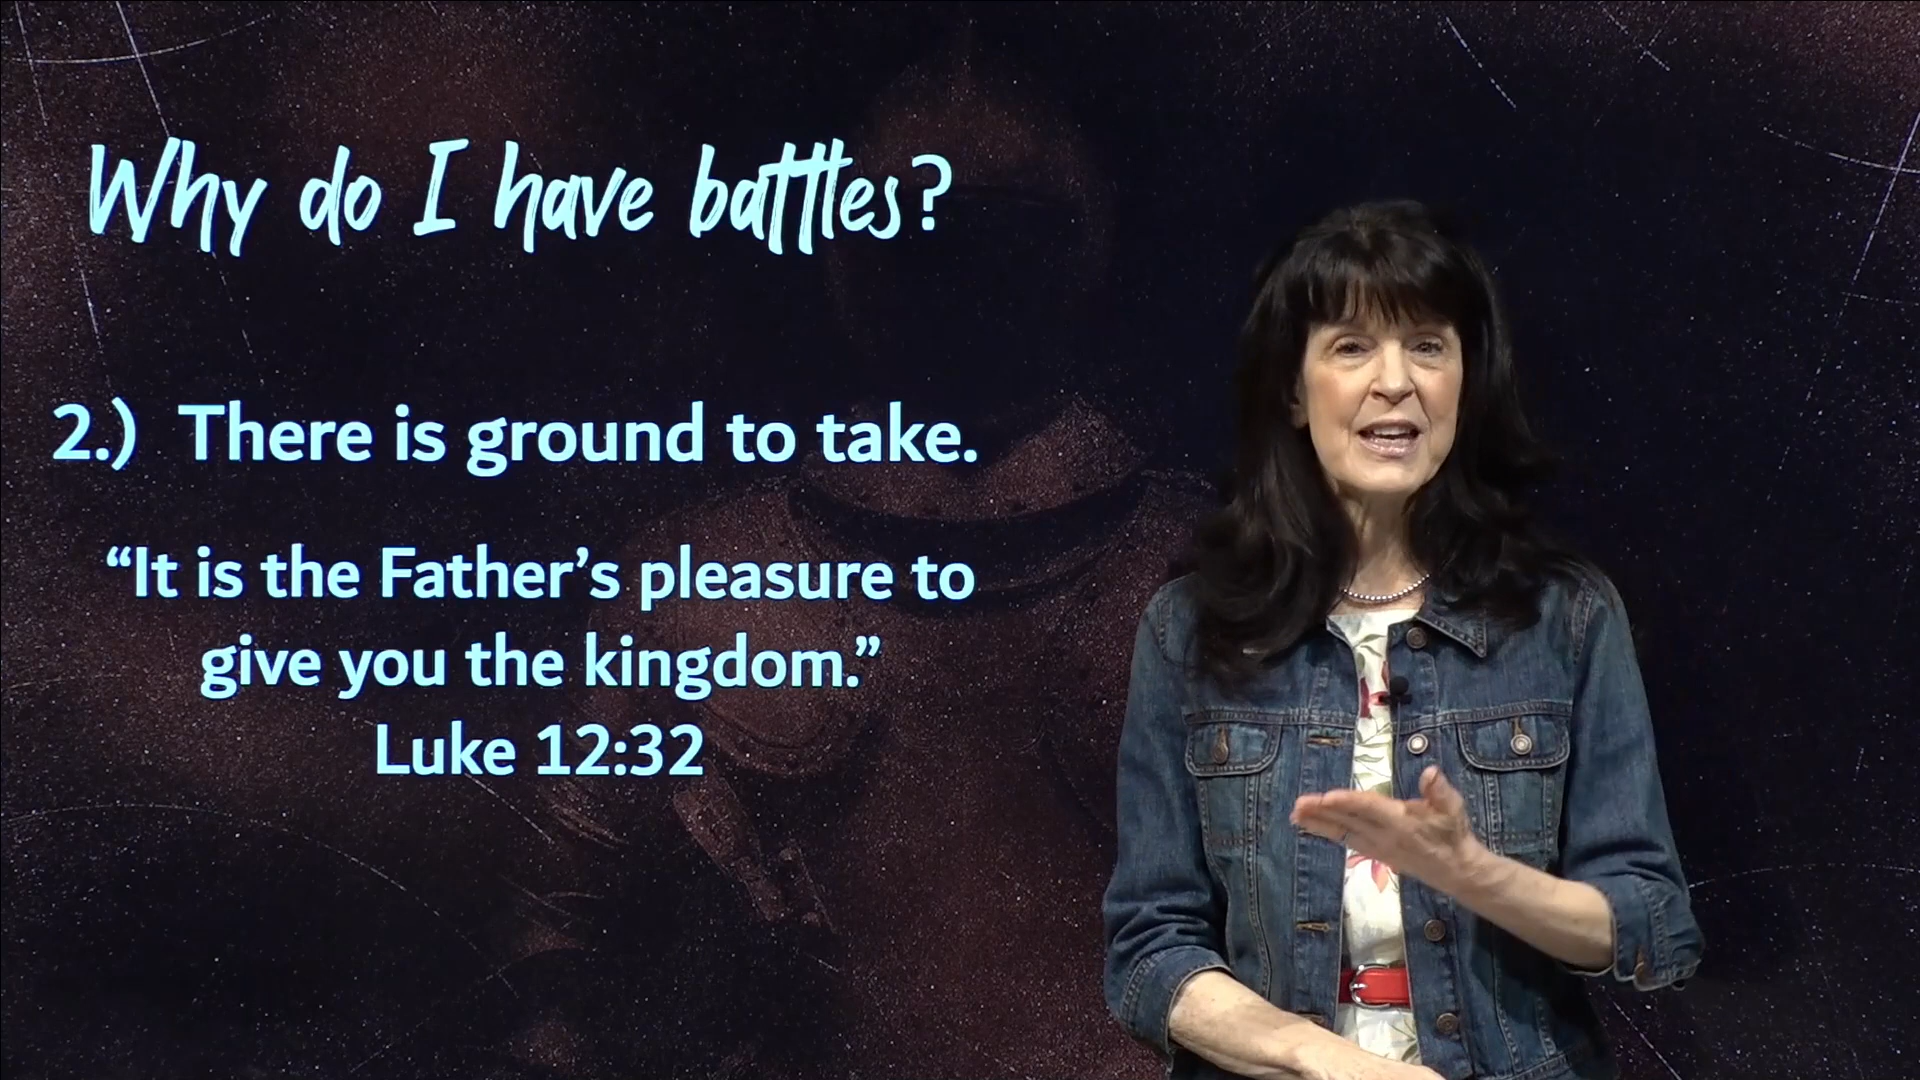 Why do I have battles?
2.) There is ground to take.
“It is the Father’s pleasure to
give you the kingdom.”
Luke 12:32